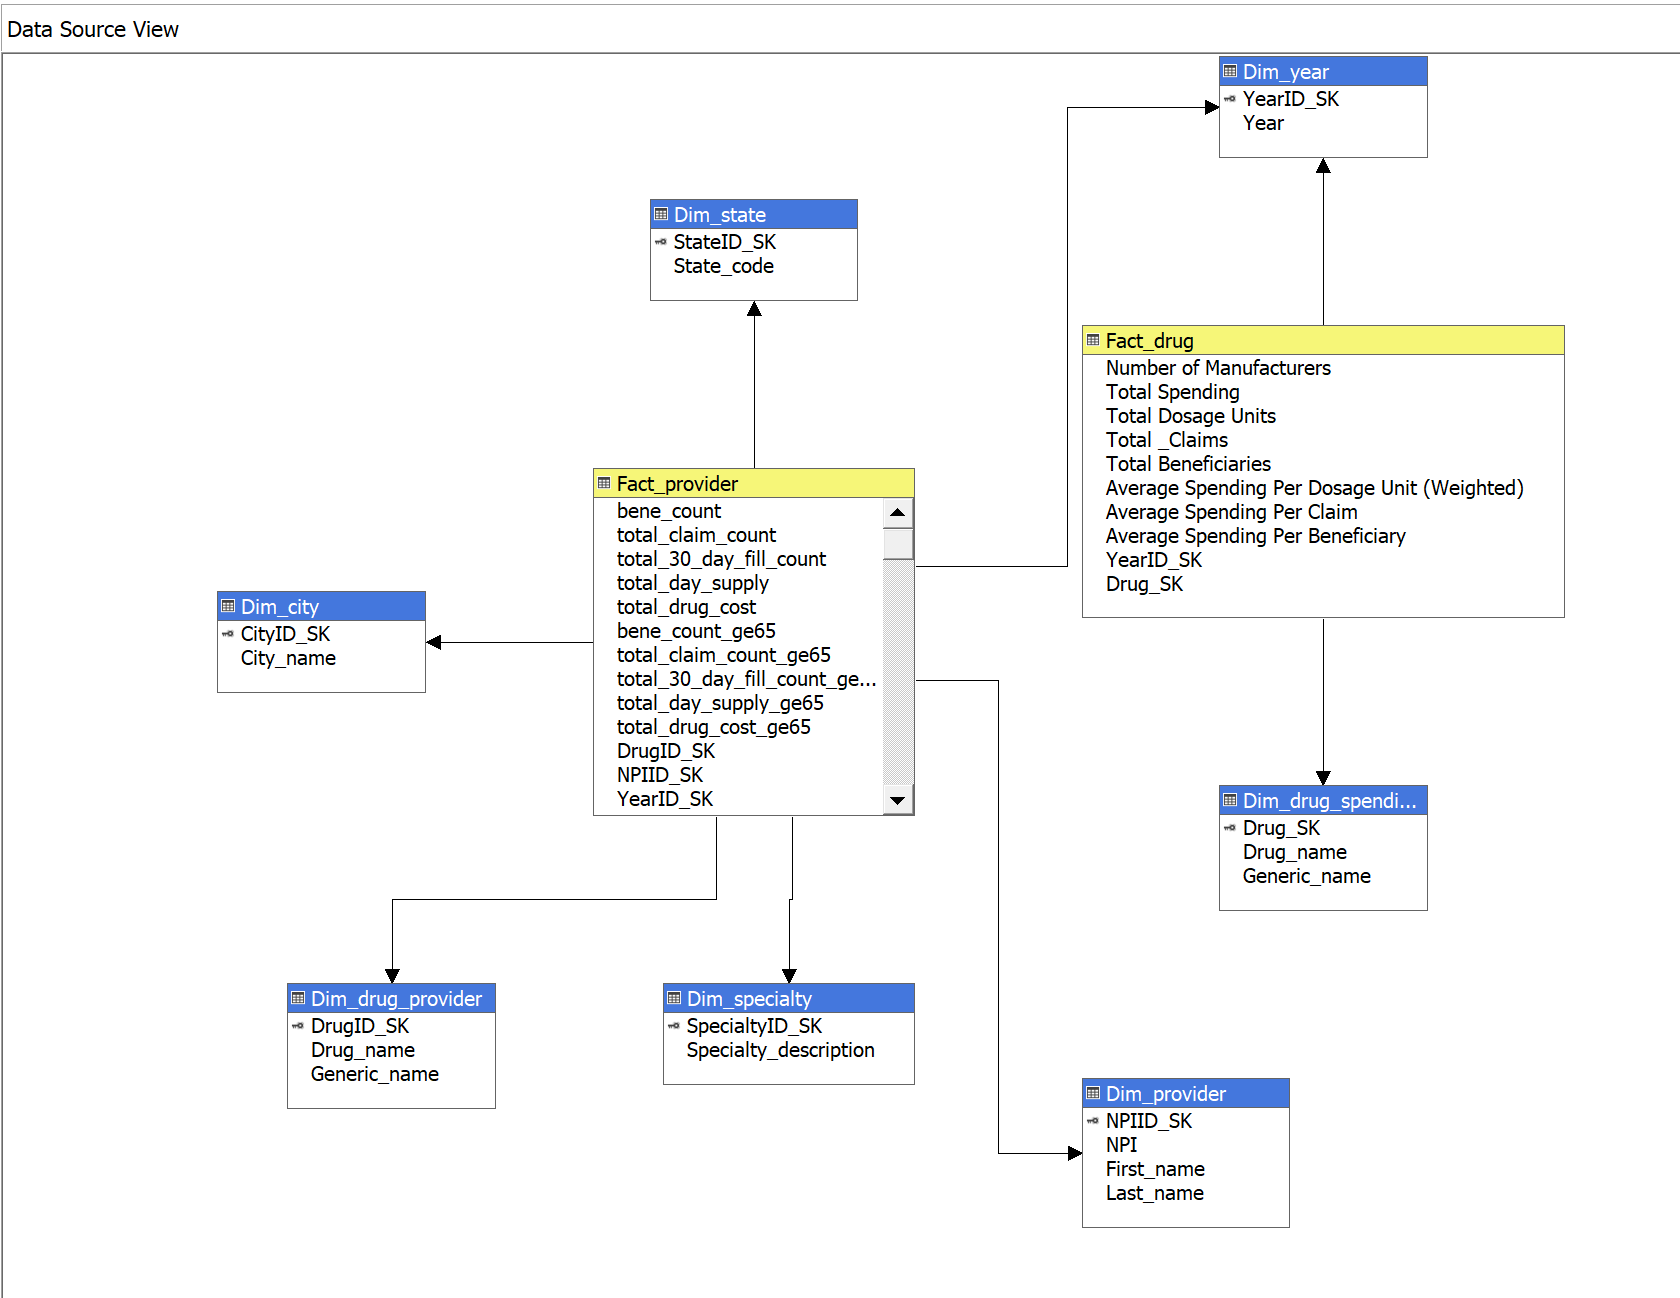 Data Source View
Dim_year
YearID_SK
Year
Dim_state
StateID_SK
State_code
Fact_drug
Number of Manufacturers
Total Spending
Total Dosage Units
Total _Claims
Total Beneficiaries
Average Spending Per Dosage Unit (Weighted)
Average Spending Per Claim
Average Spending Per Beneficiary
YearID_SK
Drug_SK
Fact_provider
bene_count
total_claim_count
total_30_day_fill_count
total_day_supply
total_drug_cost
bene_count_ge65
total_claim_count_ge65
total_30_day_fill_count_ge...
total_day_supply_ge65
total_drug_cost_ge65
DrugID_SK
NPIID_SK
YearID_SK
Dim_city
CityID_SK
City_name
Dim_drug_spendi...
Drug_SK
Drug_name
Generic_name
Dim_drug_provider
DrugID_SK
Drug_name
Generic_name
Dim_specialty
SpecialtyID_SK
Specialty_description
Dim_provider
NPIID_SK
NPI
First_name
Last_name